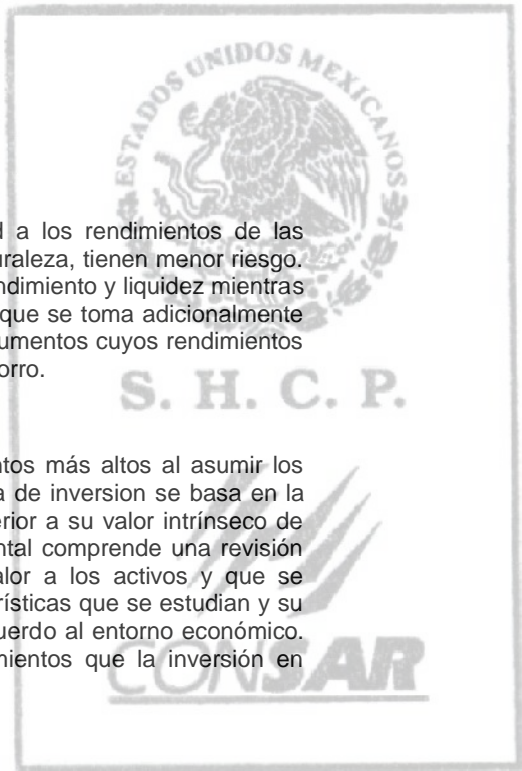 ESTADOS UNIDOS MEXICANOS
d a los rendimientos de las
uraleza, tienen menor riesgo.
ndimiento y liquidez mientras
que se toma adicionalmente
umentos cuyos rendimientos
orro.
S. H. C. P.
ntos más altos al asumir los
a de inversion se basa en la
erior a su valor intrínseco de
ntal comprende una revisión
alor a los activos y que se
rísticas que se estudian y su
uerdo al entorno económico.
mientos que la inversión en
CONSAR